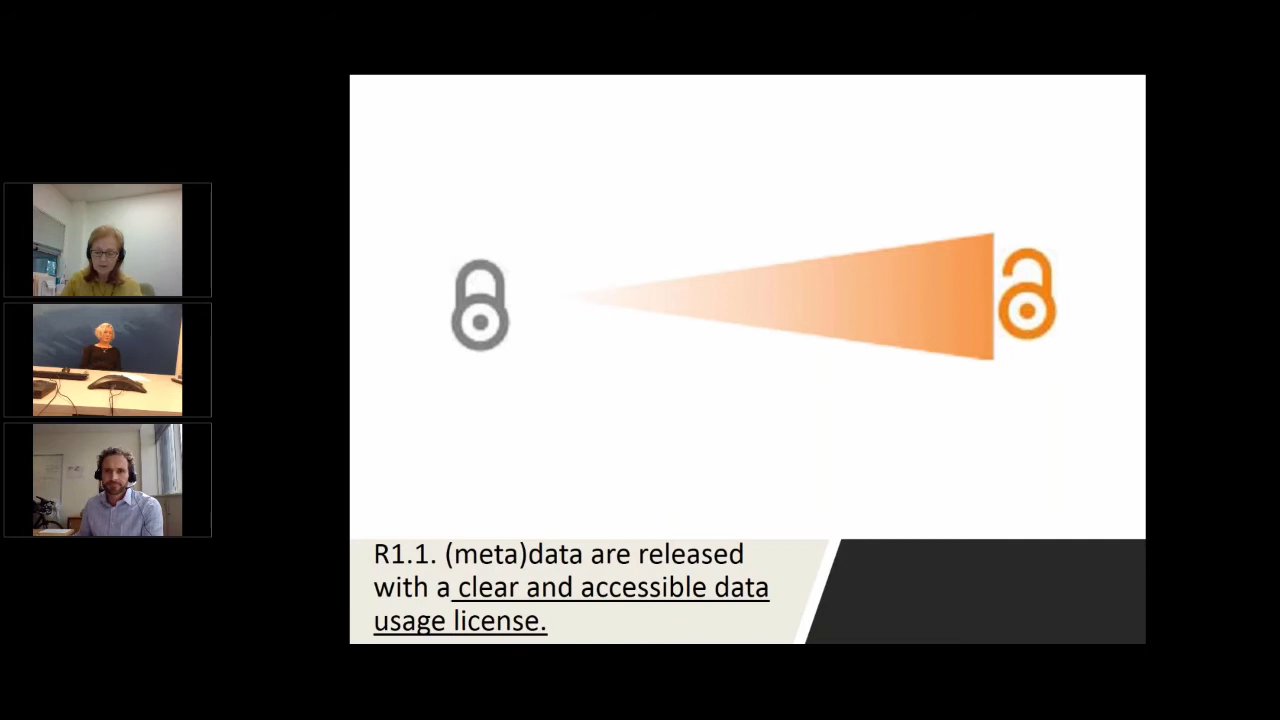 R1.1. (meta)data are released
with a clear and accessible data
usage license.